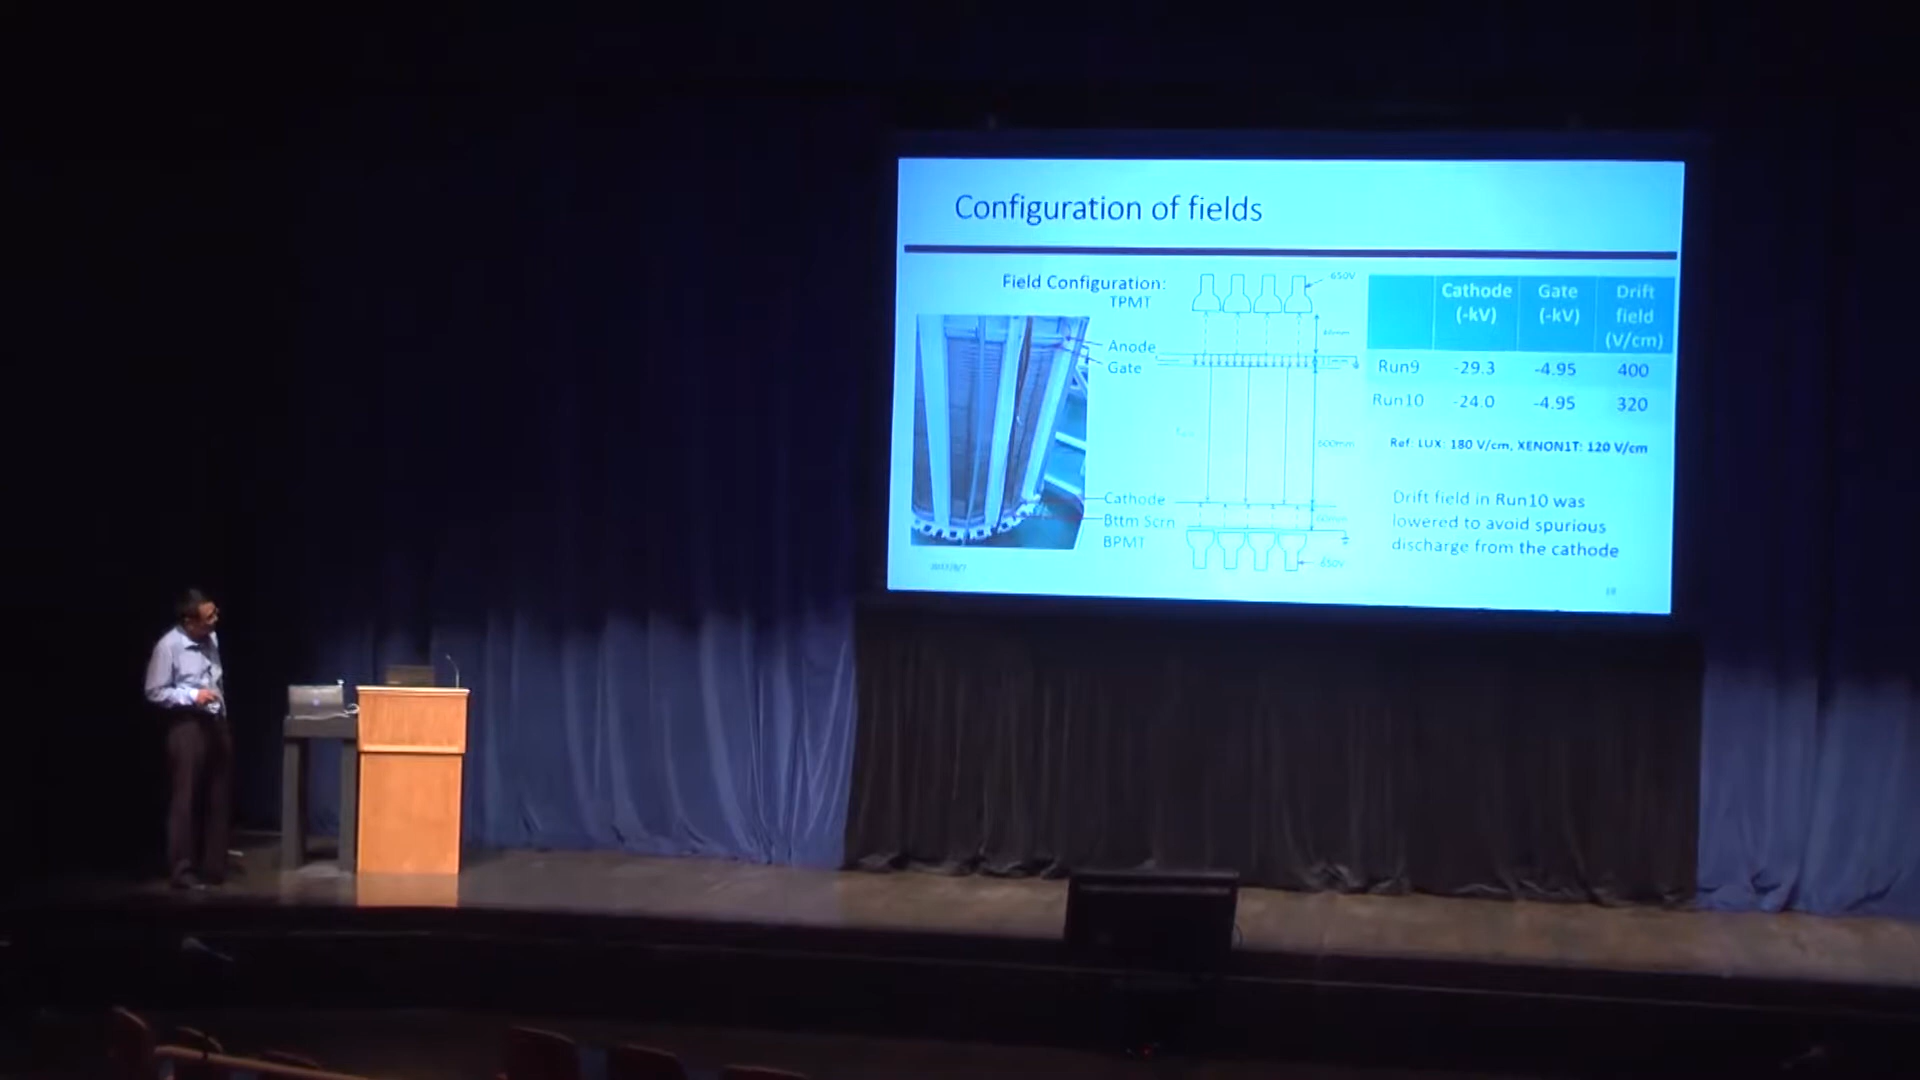 Configuration of fields
Field Configuration:
TPMT
650V
Anode
Gate
600mm
Cathode
Bttm Scrn
BPMT
650V
Cathode (-kV) Gate (-kV) Drift field (V/cm)
Run9 -29.3 -4.95 400
Run10 -24.0 -4.95 320
Ref: LUX: 180 V/cm, XENON1T: 120 V/cm
Drift field in Run10 was
lowered to avoid spurious
discharge from the cathode